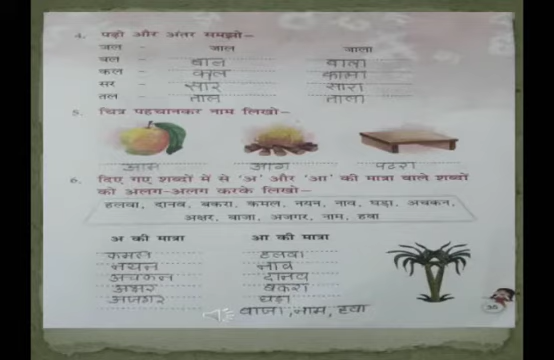 4. पढ़ो और अंतर समझो–
जल – जाल जाला
चल – चाल चाला
कल – काल काला
सर – सार सारा
तल – ताल ताला
5. चित्र पहचानकर नाम लिखो–
आम आग पटरा
6. दिए गए शब्दों में से 'अ' और 'आ' की मात्रा वाले शब्दों
को अलग-अलग करके लिखो–
हलवा, दानव, बकरा, कमल, नयन, नाव, घड़ा, अचकन,
अक्षर, बाजा, अजगर, नाम, हवा
अ की मात्रा आ की मात्रा
कमल हलवा
नयन नाव
अचकन दानव
अक्षर बकरा
अजगर घड़ा
बाजा, नाम, हवा